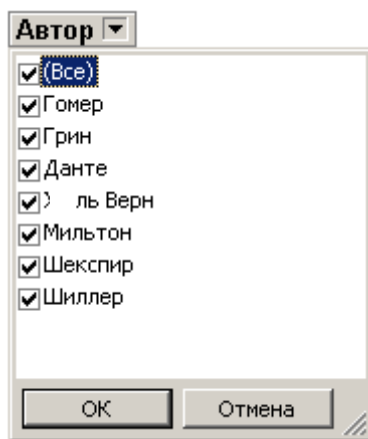 Автор
(Все)
Гомер
Грин
Данте
Верн
Мильтон
Шекспир
Шиллер
ОК
Отмена